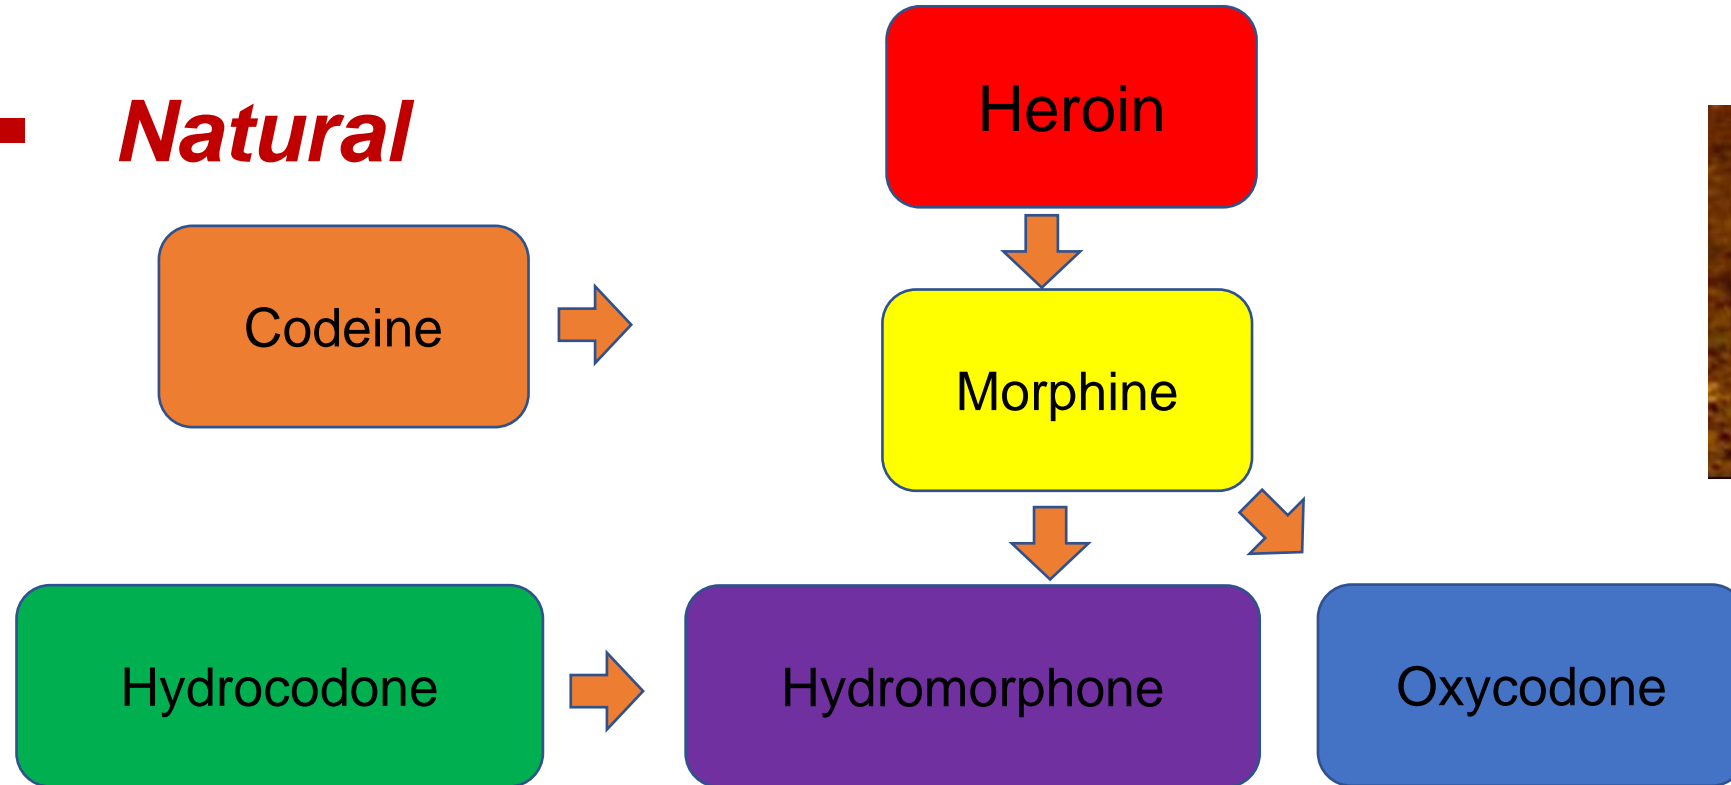 Natural
Heroin
Codeine
Morphine
Hydrocodone
Hydromorphone
Oxycodone